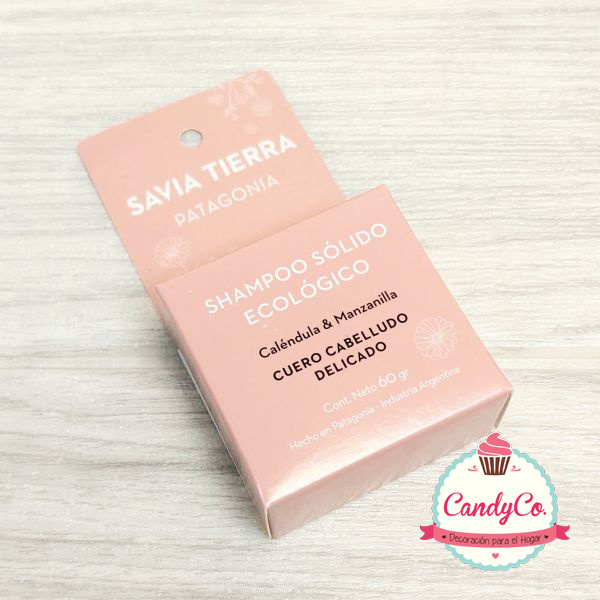 SAVIA TIERRA
PATAGONIA
SHAMPOO SÓLIDO
ECOLÓGICO
Caléndula & Manzanilla
CUERO CABELLUDO
DELICADO
Cont. Neto 60 gr
Hecho en Patagonia - Industria Argentina
CandyCo.
Decoración para el Hogar